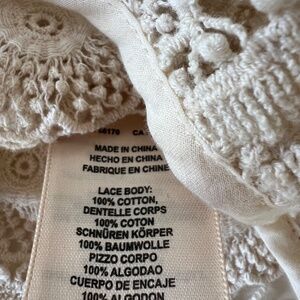 CA
MADE IN CHINA
HECHO EN CHINA
FABRIQUE EN CHINE
LACE BODY:
100% COTTON,
DENTELLE CORPS
100% COTON
SCHNÜREN KÖRPER
100% BAUMWOLLE
PIZZO CORPO
100% ALGODAO
CUERPO DE ENCAJE
100% ALGODON